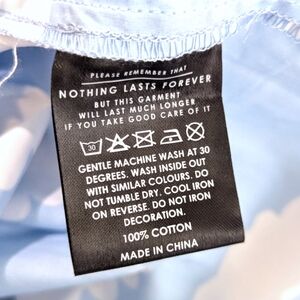 PLEASE REMEMBER THAT
NOTHING LASTS FOREVER
BUT THIS GARMENT
WILL LAST MUCH LONGER
IF YOU TAKE GOOD CARE OF IT
30
GENTLE MACHINE WASH AT 30
DEGREES. WASH INSIDE OUT
WITH SIMILAR COLOURS. DO
NOT TUMBLE DRY. COOL IRON
ON REVERSE. DO NOT IRON
DECORATION.
100% COTTON
MADE IN CHINA